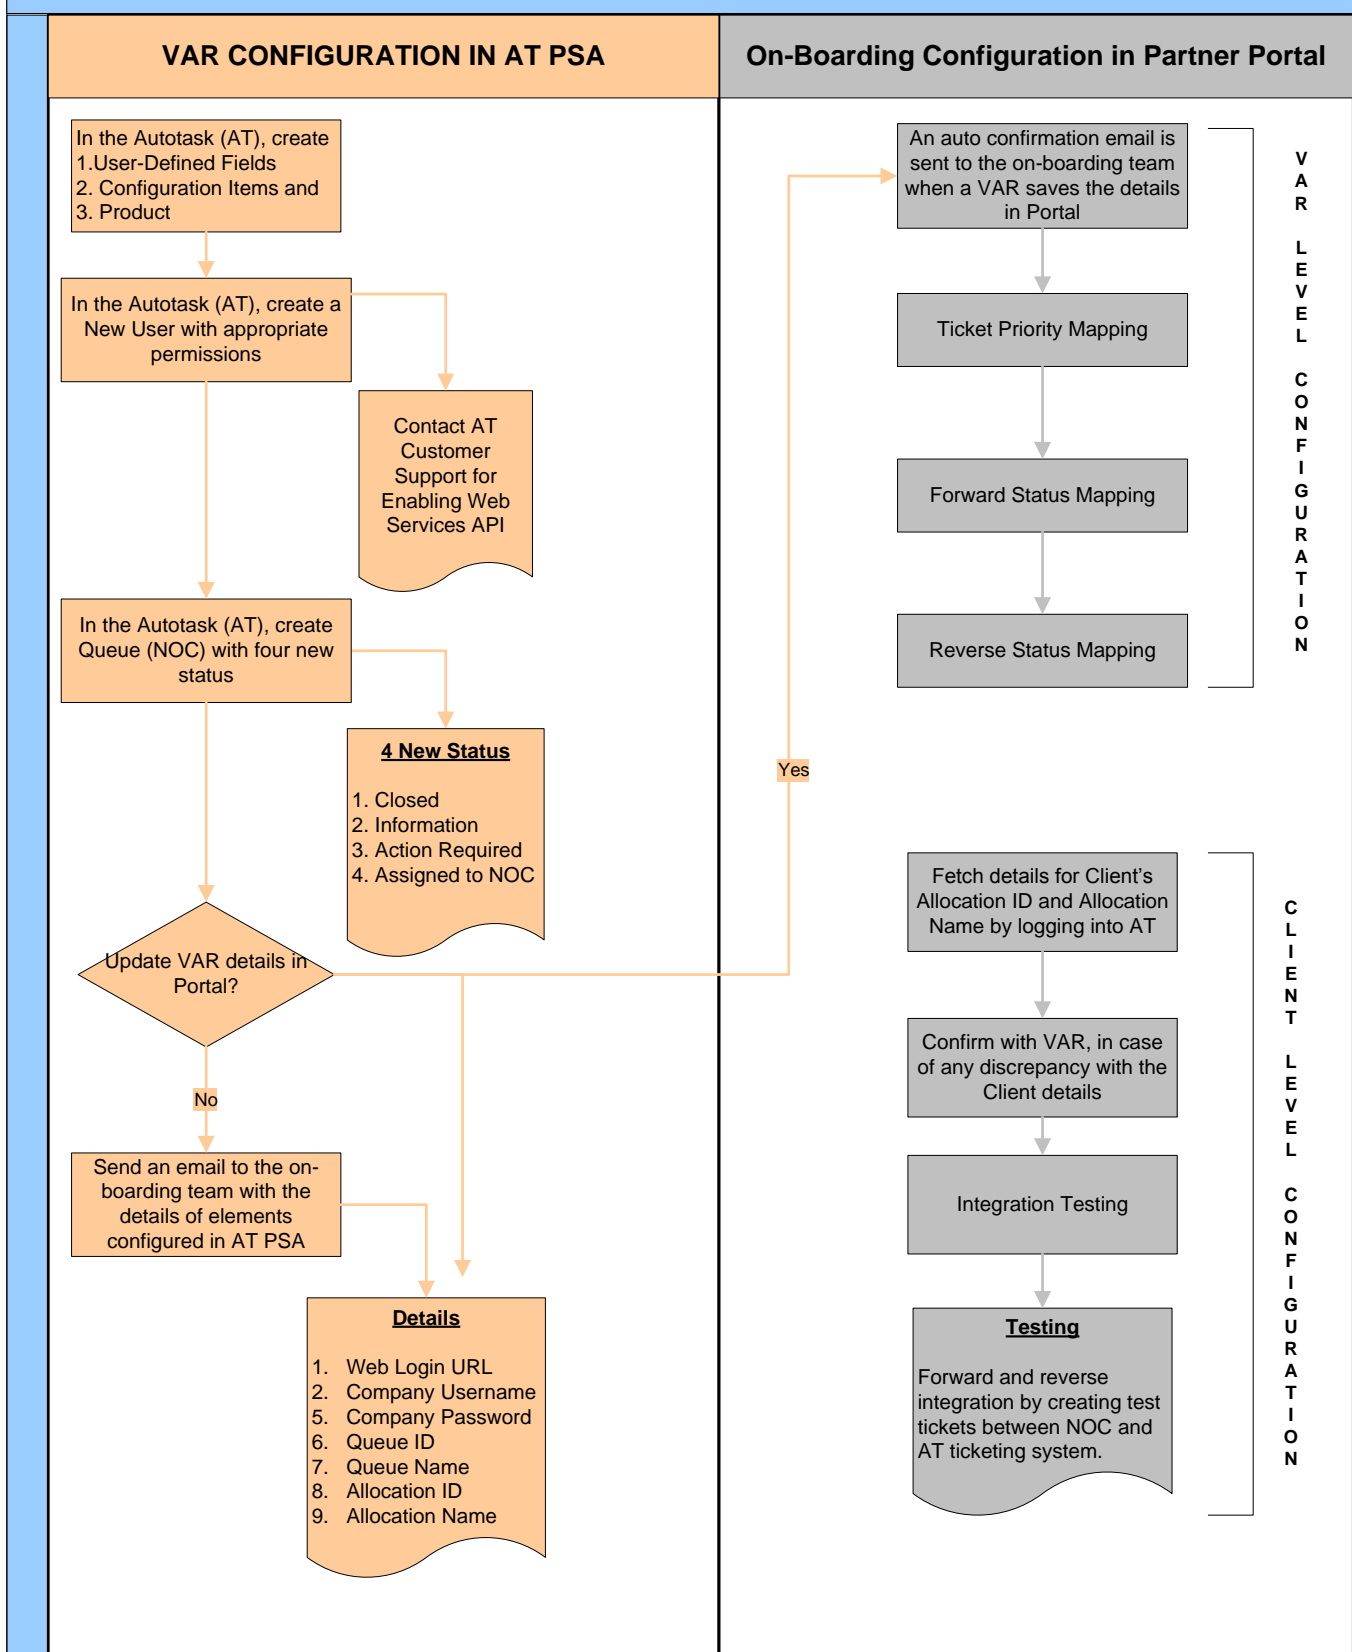 VAR CONFIGURATION IN AT PSA
In the Autotask (AT), create
1.User-Defined Fields
2. Configuration Items and
3. Product
In the Autotask (AT), create a
New User with appropriate
permissions
Contact AT
Customer
Support for
Enabling Web
Services API
In the Autotask (AT), create
Queue (NOC) with four new
status
4 New Status
1. Closed
2. Information
3. Action Required
4. Assigned to NOC
Update VAR details in
Portal?
Yes
No
Send an email to the on-
boarding team with the
details of elements
configured in AT PSA
Details
1. Web Login URL
2. Company Username
5. Company Password
6. Queue ID
7. Queue Name
8. Allocation ID
9. Allocation Name
On-Boarding Configuration in Partner Portal
An auto confirmation email is
sent to the on-boarding team
when a VAR saves the details
in Portal
Ticket Priority Mapping
Forward Status Mapping
Reverse Status Mapping
VAR LEVEL CONFIGURATION
Fetch details for Client’s
Allocation ID and Allocation
Name by logging into AT
Confirm with VAR, in case
of any discrepancy with the
Client details
Integration Testing
Testing
Forward and reverse
integration by creating test
tickets between NOC and
AT ticketing system.
CLIENT LEVEL CONFIGURATION